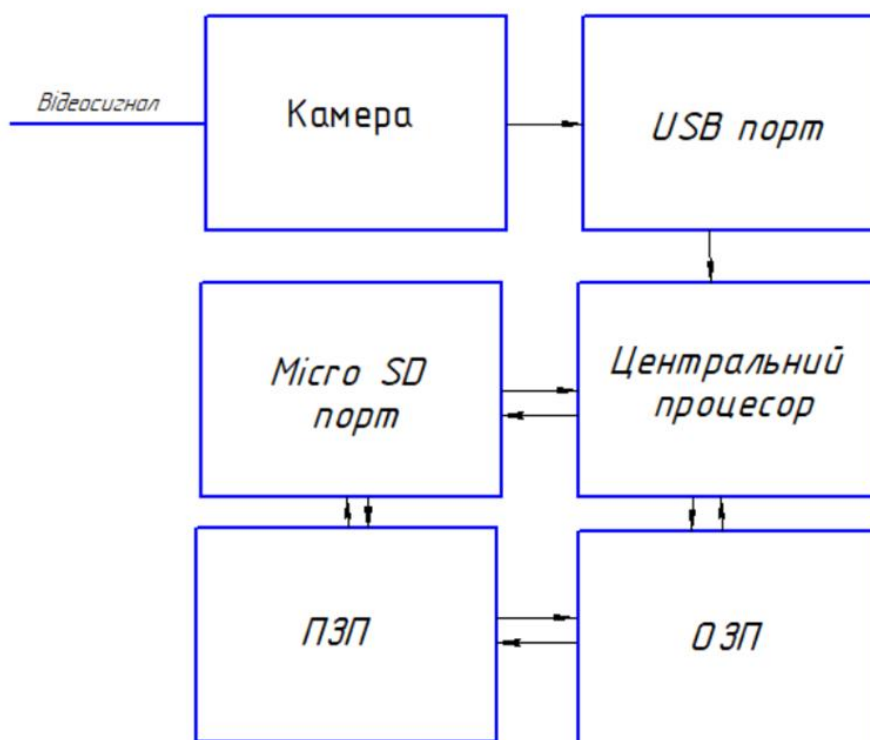 Відеосигнал
Камера
USB порт
Micro SD
порт
Центральний
процесор
ПЗП
ОЗП